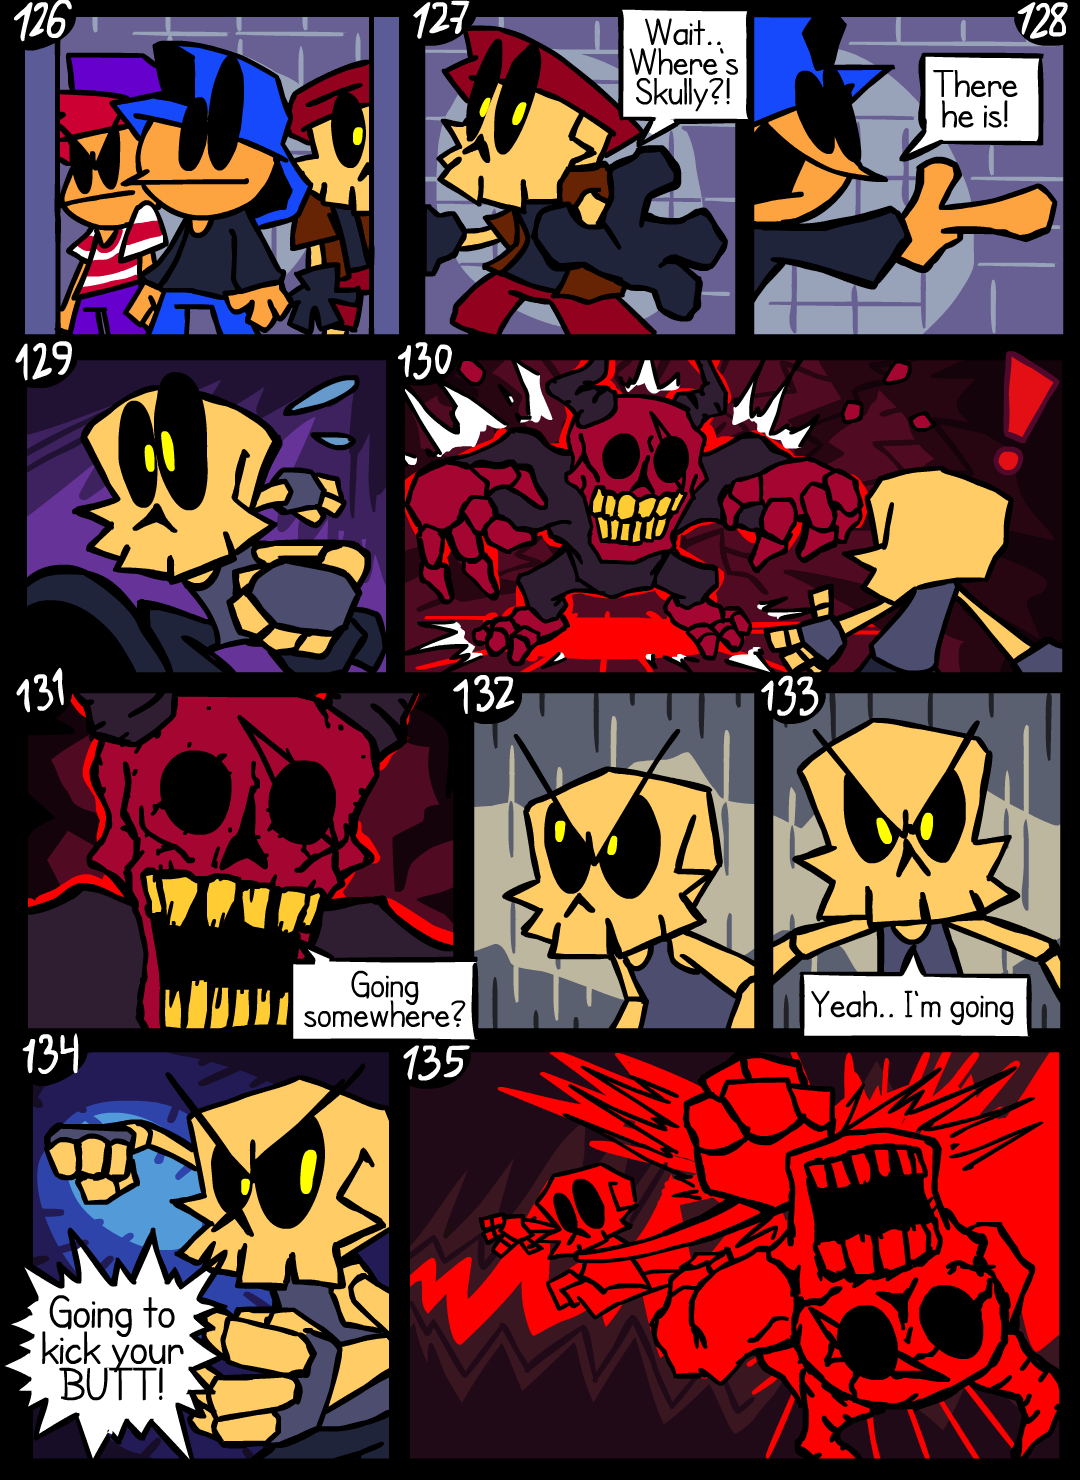 126
127
Wait..
Where's
Skully?!
128
There
he is!
129
130
131
Going
somewhere?
132
133
Yeah.. I'm going
134
Going to
kick your
BUTT!
135